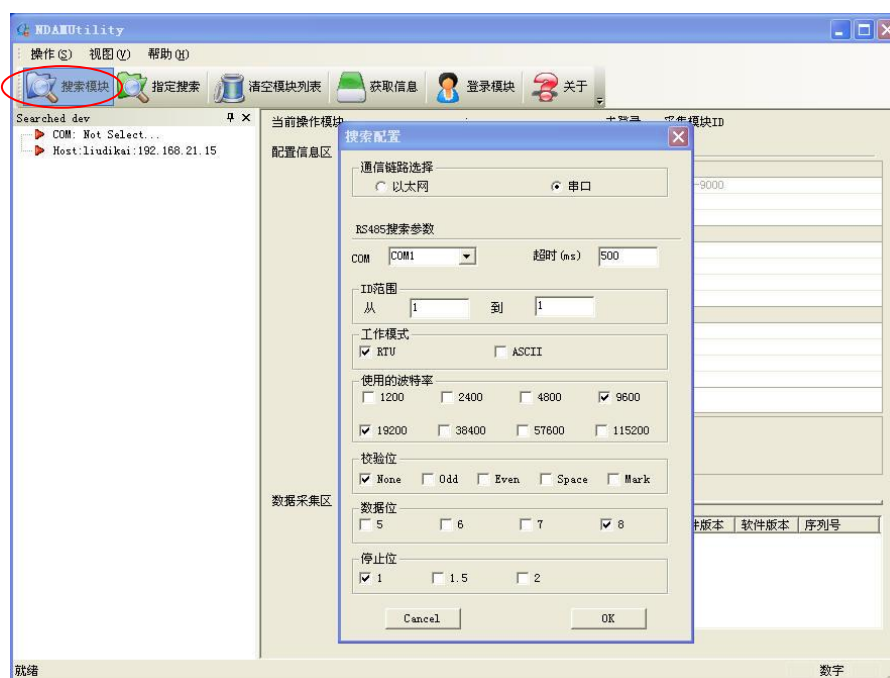 NDAMUtility
操作(S) 视图(V) 帮助(H)
搜索模块 指定搜索 清空模块列表 获取信息 登录模块 关于
Searched dev
COM: Not Select...
Host:liudikai:192.168.21.15
当前操作模块 采集模块ID
配置信息区
-9000
搜索配置
通信链路选择
以太网 串口
RS485搜索参数
COM COM1 超时(ms) 500
ID范围
从 1 到 1
工作模式
RTU ASCII
使用的波特率
1200 2400 4800 9600
19200 38400 57600 115200
校验位
None Odd Even Space Mark
数据采集区
数据位
5 6 7 8
件版本 软件版本 序列号
停止位
1 1.5 2
Cancel OK
就绪 数字